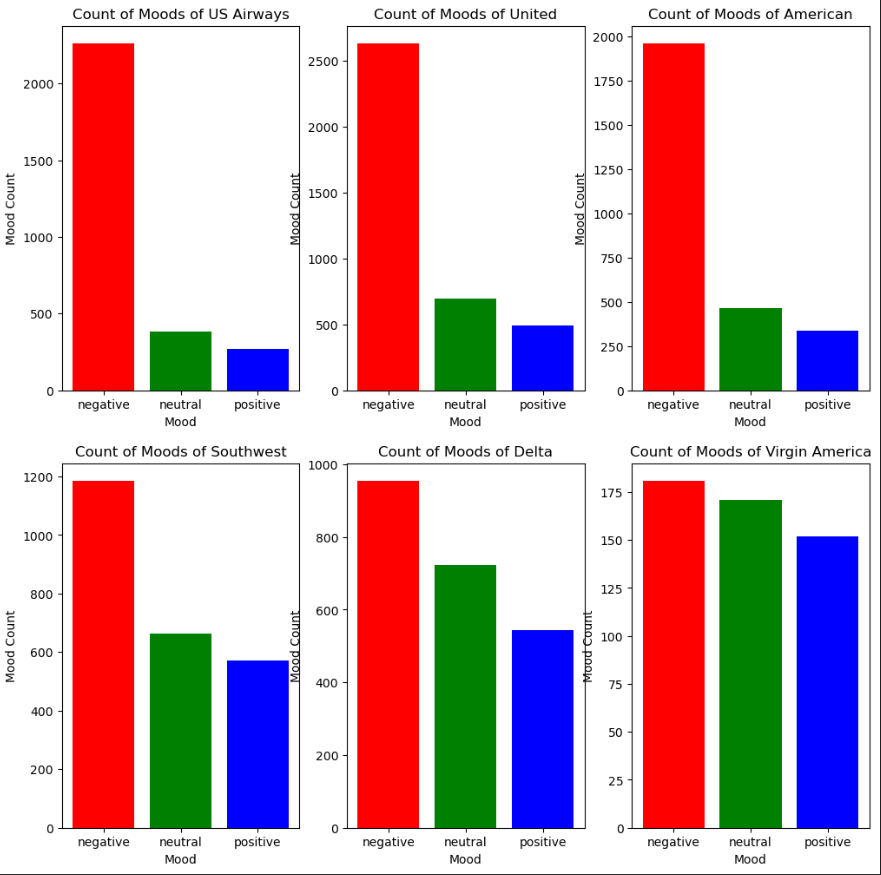 Count of Moods of US Airways
Mood Count
2000
1500
1000
500
0
negative neutral positive
Mood
Count of Moods of United
Mood Count
2500
2000
1500
1000
500
0
negative neutral positive
Mood
Count of Moods of American
Mood Count
2000
1750
1500
1250
1000
750
500
250
0
negative neutral positive
Mood
Count of Moods of Southwest
Mood Count
1200
1000
800
600
400
200
0
negative neutral positive
Mood
Count of Moods of Delta
Mood Count
1000
800
600
400
200
0
negative neutral positive
Mood
Count of Moods of Virgin America
Mood Count
175
150
125
100
75
50
25
0
negative neutral positive
Mood